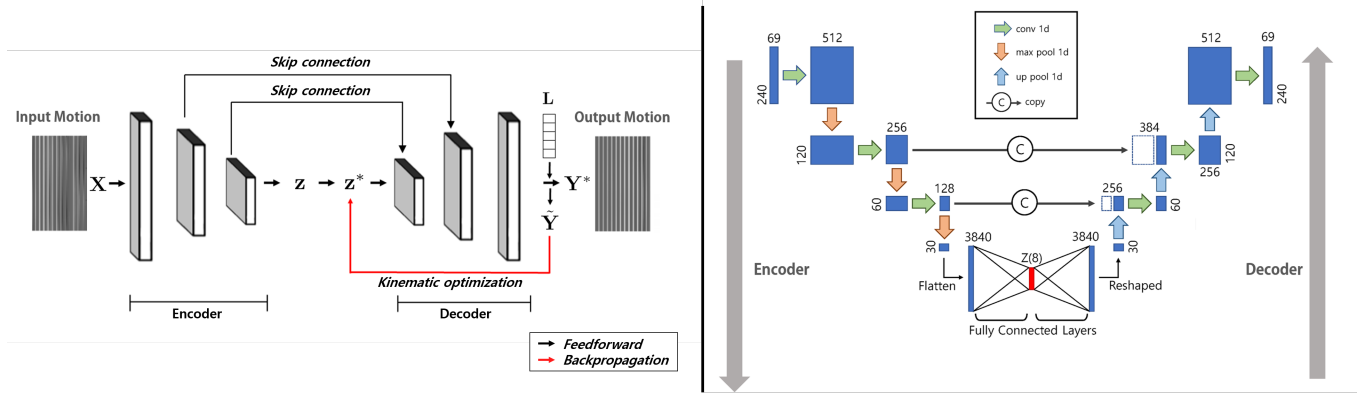 Skip connection
Skip connection
Input Motion
L
Output Motion
X
z
z*
Y*
Ỹ
Kinematic optimization
Encoder
Decoder
Feedforward
Backpropagation
conv 1d
max pool 1d
up pool 1d
C copy
69
512
240
120
256
C
384
256
120
512
69
240
60
128
C
256
60
30
3840
Z(8)
3840
30
Flatten
Reshaped
Fully Connected Layers
Encoder
Decoder